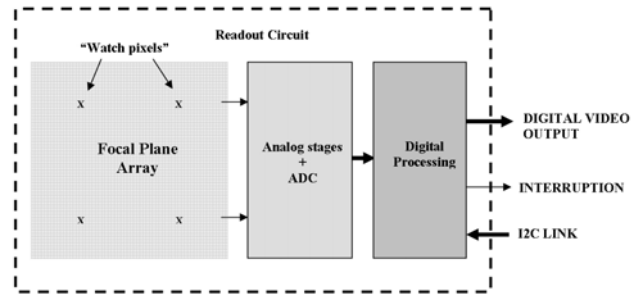 Readout Circuit
“Watch pixels”
x x
Focal Plane
Array
x x
Analog stages
+
ADC
Digital
Processing
DIGITAL VIDEO
OUTPUT
INTERRUPTION
I2C LINK